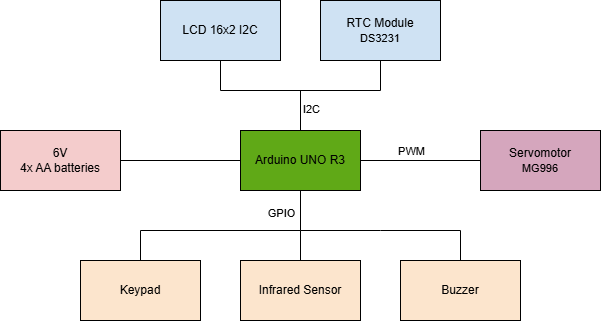 LCD 16x2 I2C
RTC Module
DS3231
I2C
6V
4x AA batteries
Arduino UNO R3
PWM
Servomotor
MG996
GPIO
Keypad
Infrared Sensor
Buzzer